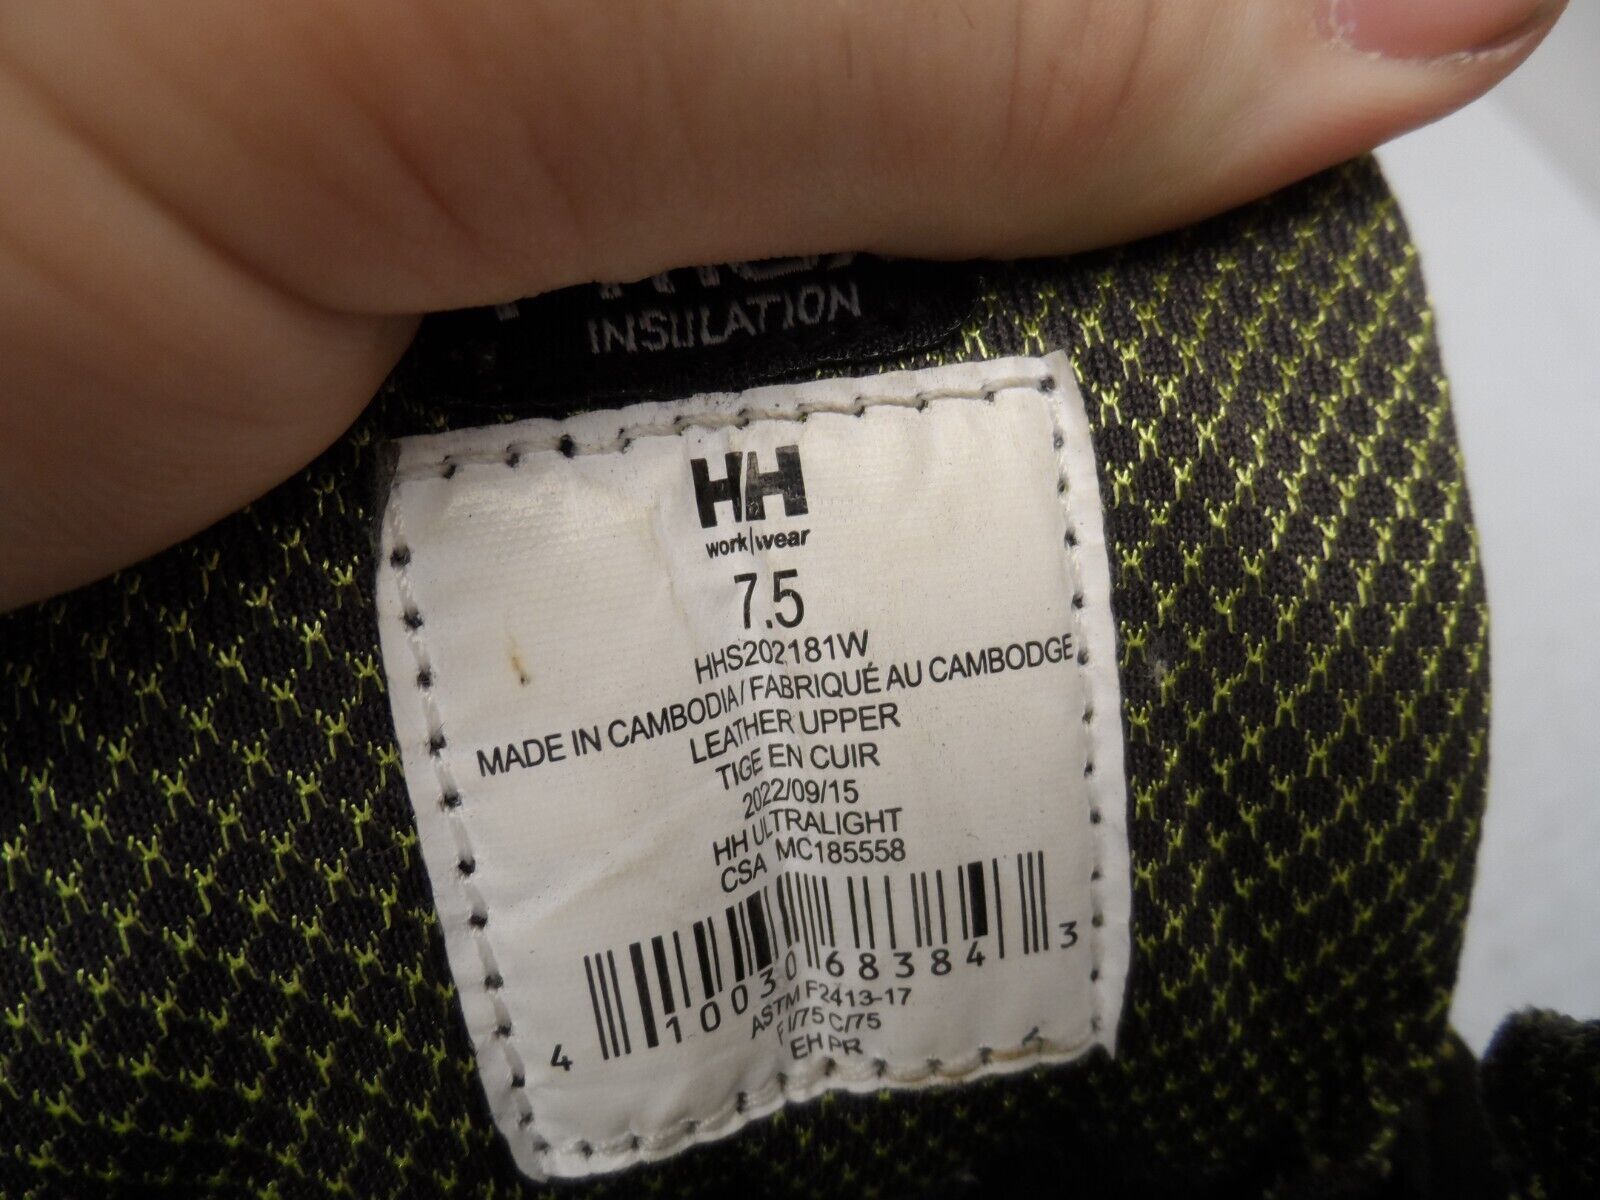 INSULATION
HH
work wear
7.5
HHS202181W
MADE IN CAMBODIA/FABRIQUÉ AU CAMBODGE
LEATHER UPPER
TIGE EN CUIR
2022/09/15
HH ULTRALIGHT
CSA MC185558
4 10030 68384 3
ASTM F2413-17
F I/75 C/75
EH PR